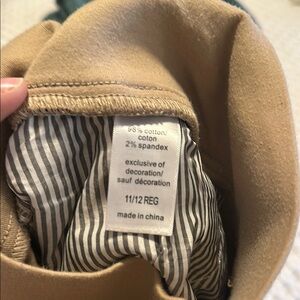 98% cotton/
coton
2% spandex
exclusive of
decoration/
sauf décoration
11/12 REG
made in china